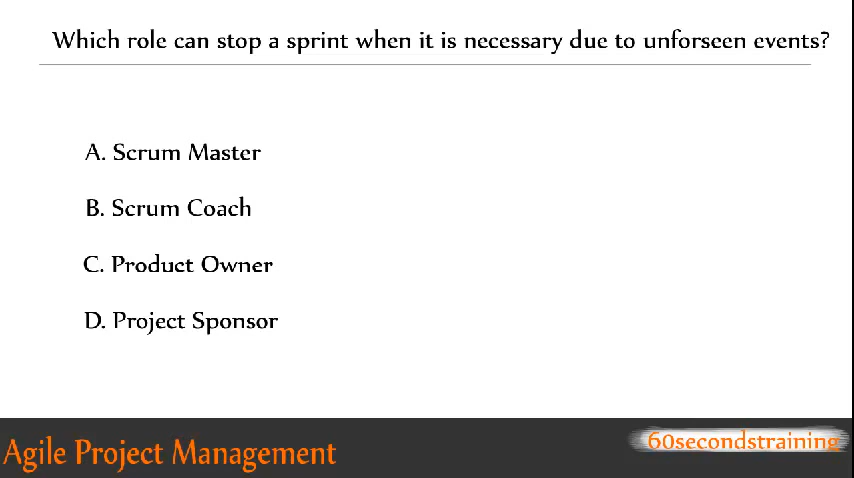 Which role can stop a sprint when it is necessary due to unforseen events?
A. Scrum Master
B. Scrum Coach
C. Product Owner
D. Project Sponsor
Agile Project Management
60secondstraining